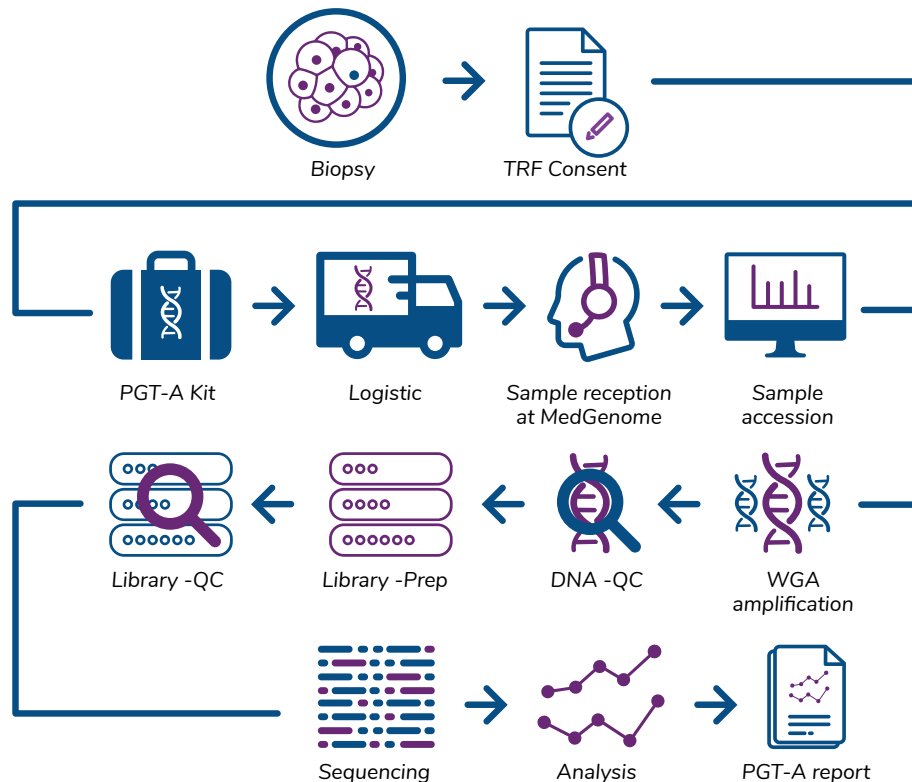 Biopsy
TRF Consent
PGT-A Kit
Logistic
Sample reception
at MedGenome
Sample
accession
Library -QC
Library -Prep
DNA -QC
WGA
amplification
Sequencing
Analysis
PGT-A report